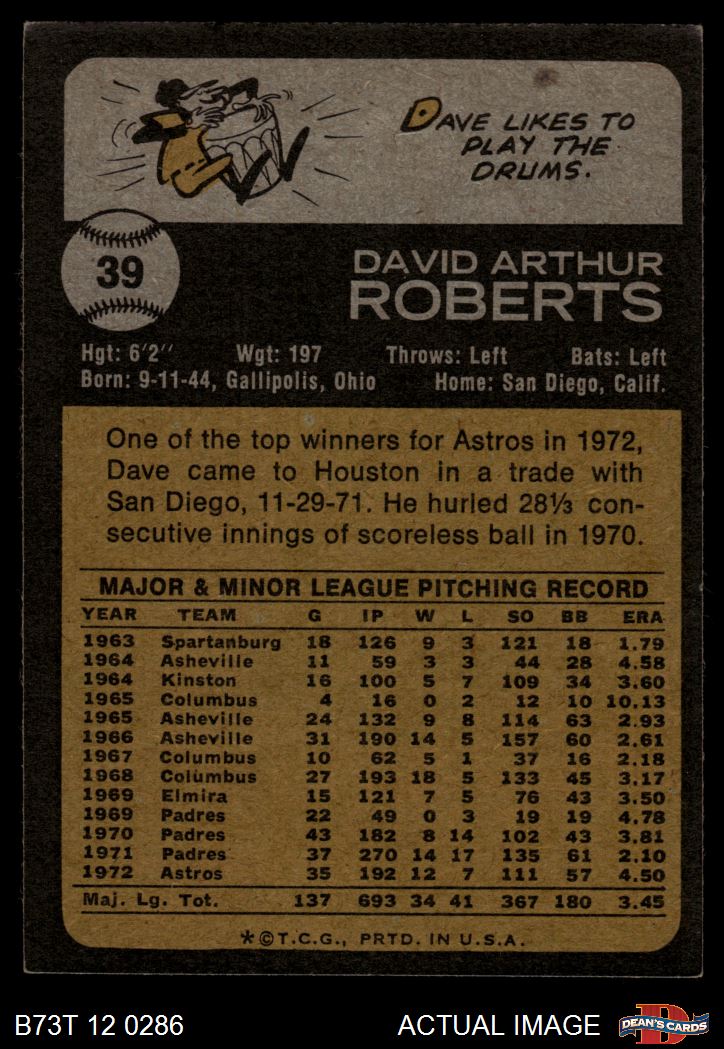 DAVE LIKES TO
PLAY THE
DRUMS.
39
DAVID ARTHUR
ROBERTS
Hgt: 6'2" Wgt: 197 Throws: Left Bats: Left
Born: 9-11-44, Gallipolis, Ohio Home: San Diego, Calif.
One of the top winners for Astros in 1972,
Dave came to Houston in a trade with
San Diego, 11-29-71. He hurled 28⅓ con-
secutive innings of scoreless ball in 1970.
MAJOR & MINOR LEAGUE PITCHING RECORD
YEAR TEAM G IP W L SO BB ERA
1963 Spartanburg 18 126 9 3 121 18 1.79
1964 Asheville 11 59 3 3 44 28 4.58
1964 Kinston 16 100 5 7 109 34 3.60
1965 Columbus 4 16 0 2 12 10 10.13
1965 Asheville 24 132 9 8 114 63 2.93
1966 Asheville 31 190 14 5 157 60 2.61
1967 Columbus 10 62 5 1 37 16 2.18
1968 Columbus 27 193 18 5 133 45 3.17
1969 Elmira 15 121 7 5 76 43 3.50
1969 Padres 22 49 0 3 19 19 4.78
1970 Padres 43 182 8 14 102 43 3.81
1971 Padres 37 270 14 17 135 61 2.10
1972 Astros 35 192 12 7 111 57 4.50
Maj. Lg. Tot. 137 693 34 41 367 180 3.45
*©T.C.G., PRTD. IN U.S.A.
B73T 12 0286 ACTUAL IMAGE D DEAN'S CARDS